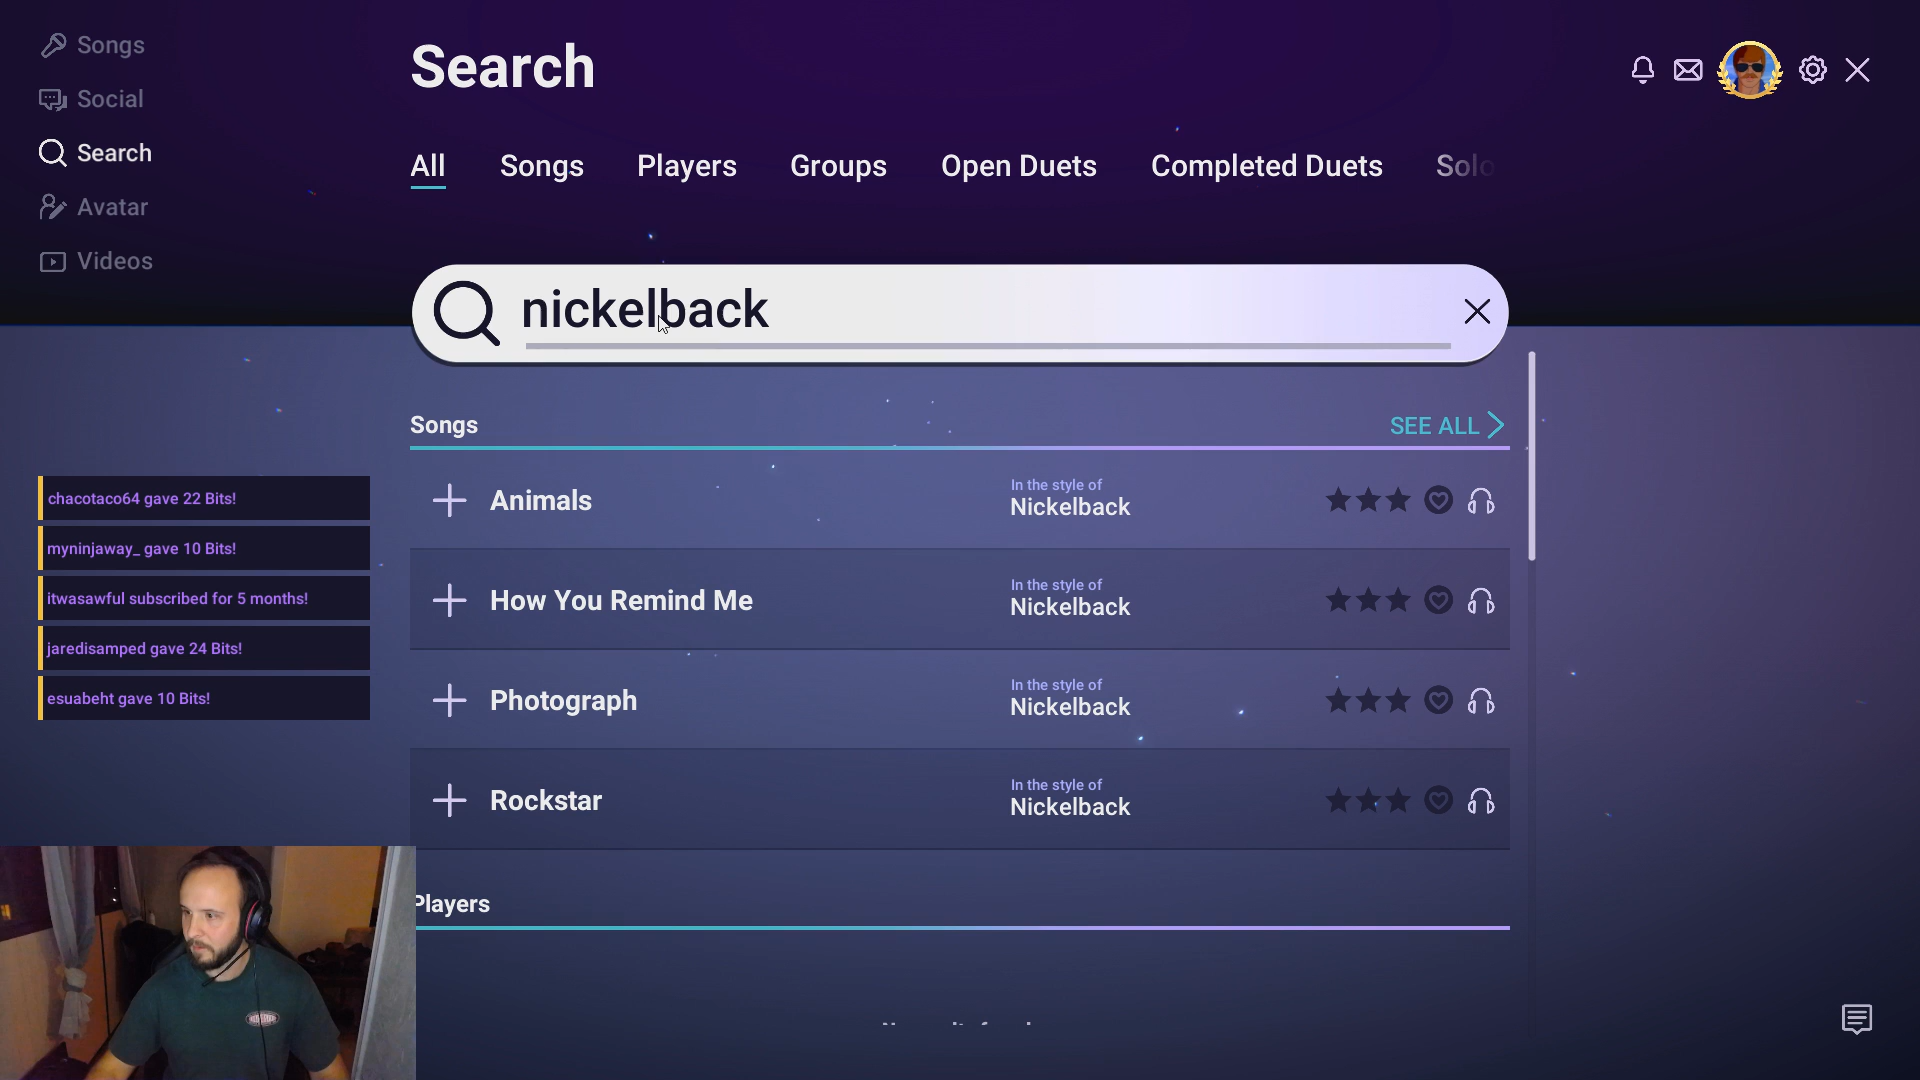 Songs
Social
Search
Avatar
Videos
Search
All
Songs
Players
Groups
Open Duets
Completed Duets
Solo
nickelback
Songs
SEE ALL
Animals
In the style of
Nickelback
How You Remind Me
In the style of
Nickelback
Photograph
In the style of
Nickelback
Rockstar
In the style of
Nickelback
Players
chacotaco64 gave 22 Bits!
myninjaway_ gave 10 Bits!
itwasawful subscribed for 5 months!
jaredisamped gave 24 Bits!
esuabeht gave 10 Bits!